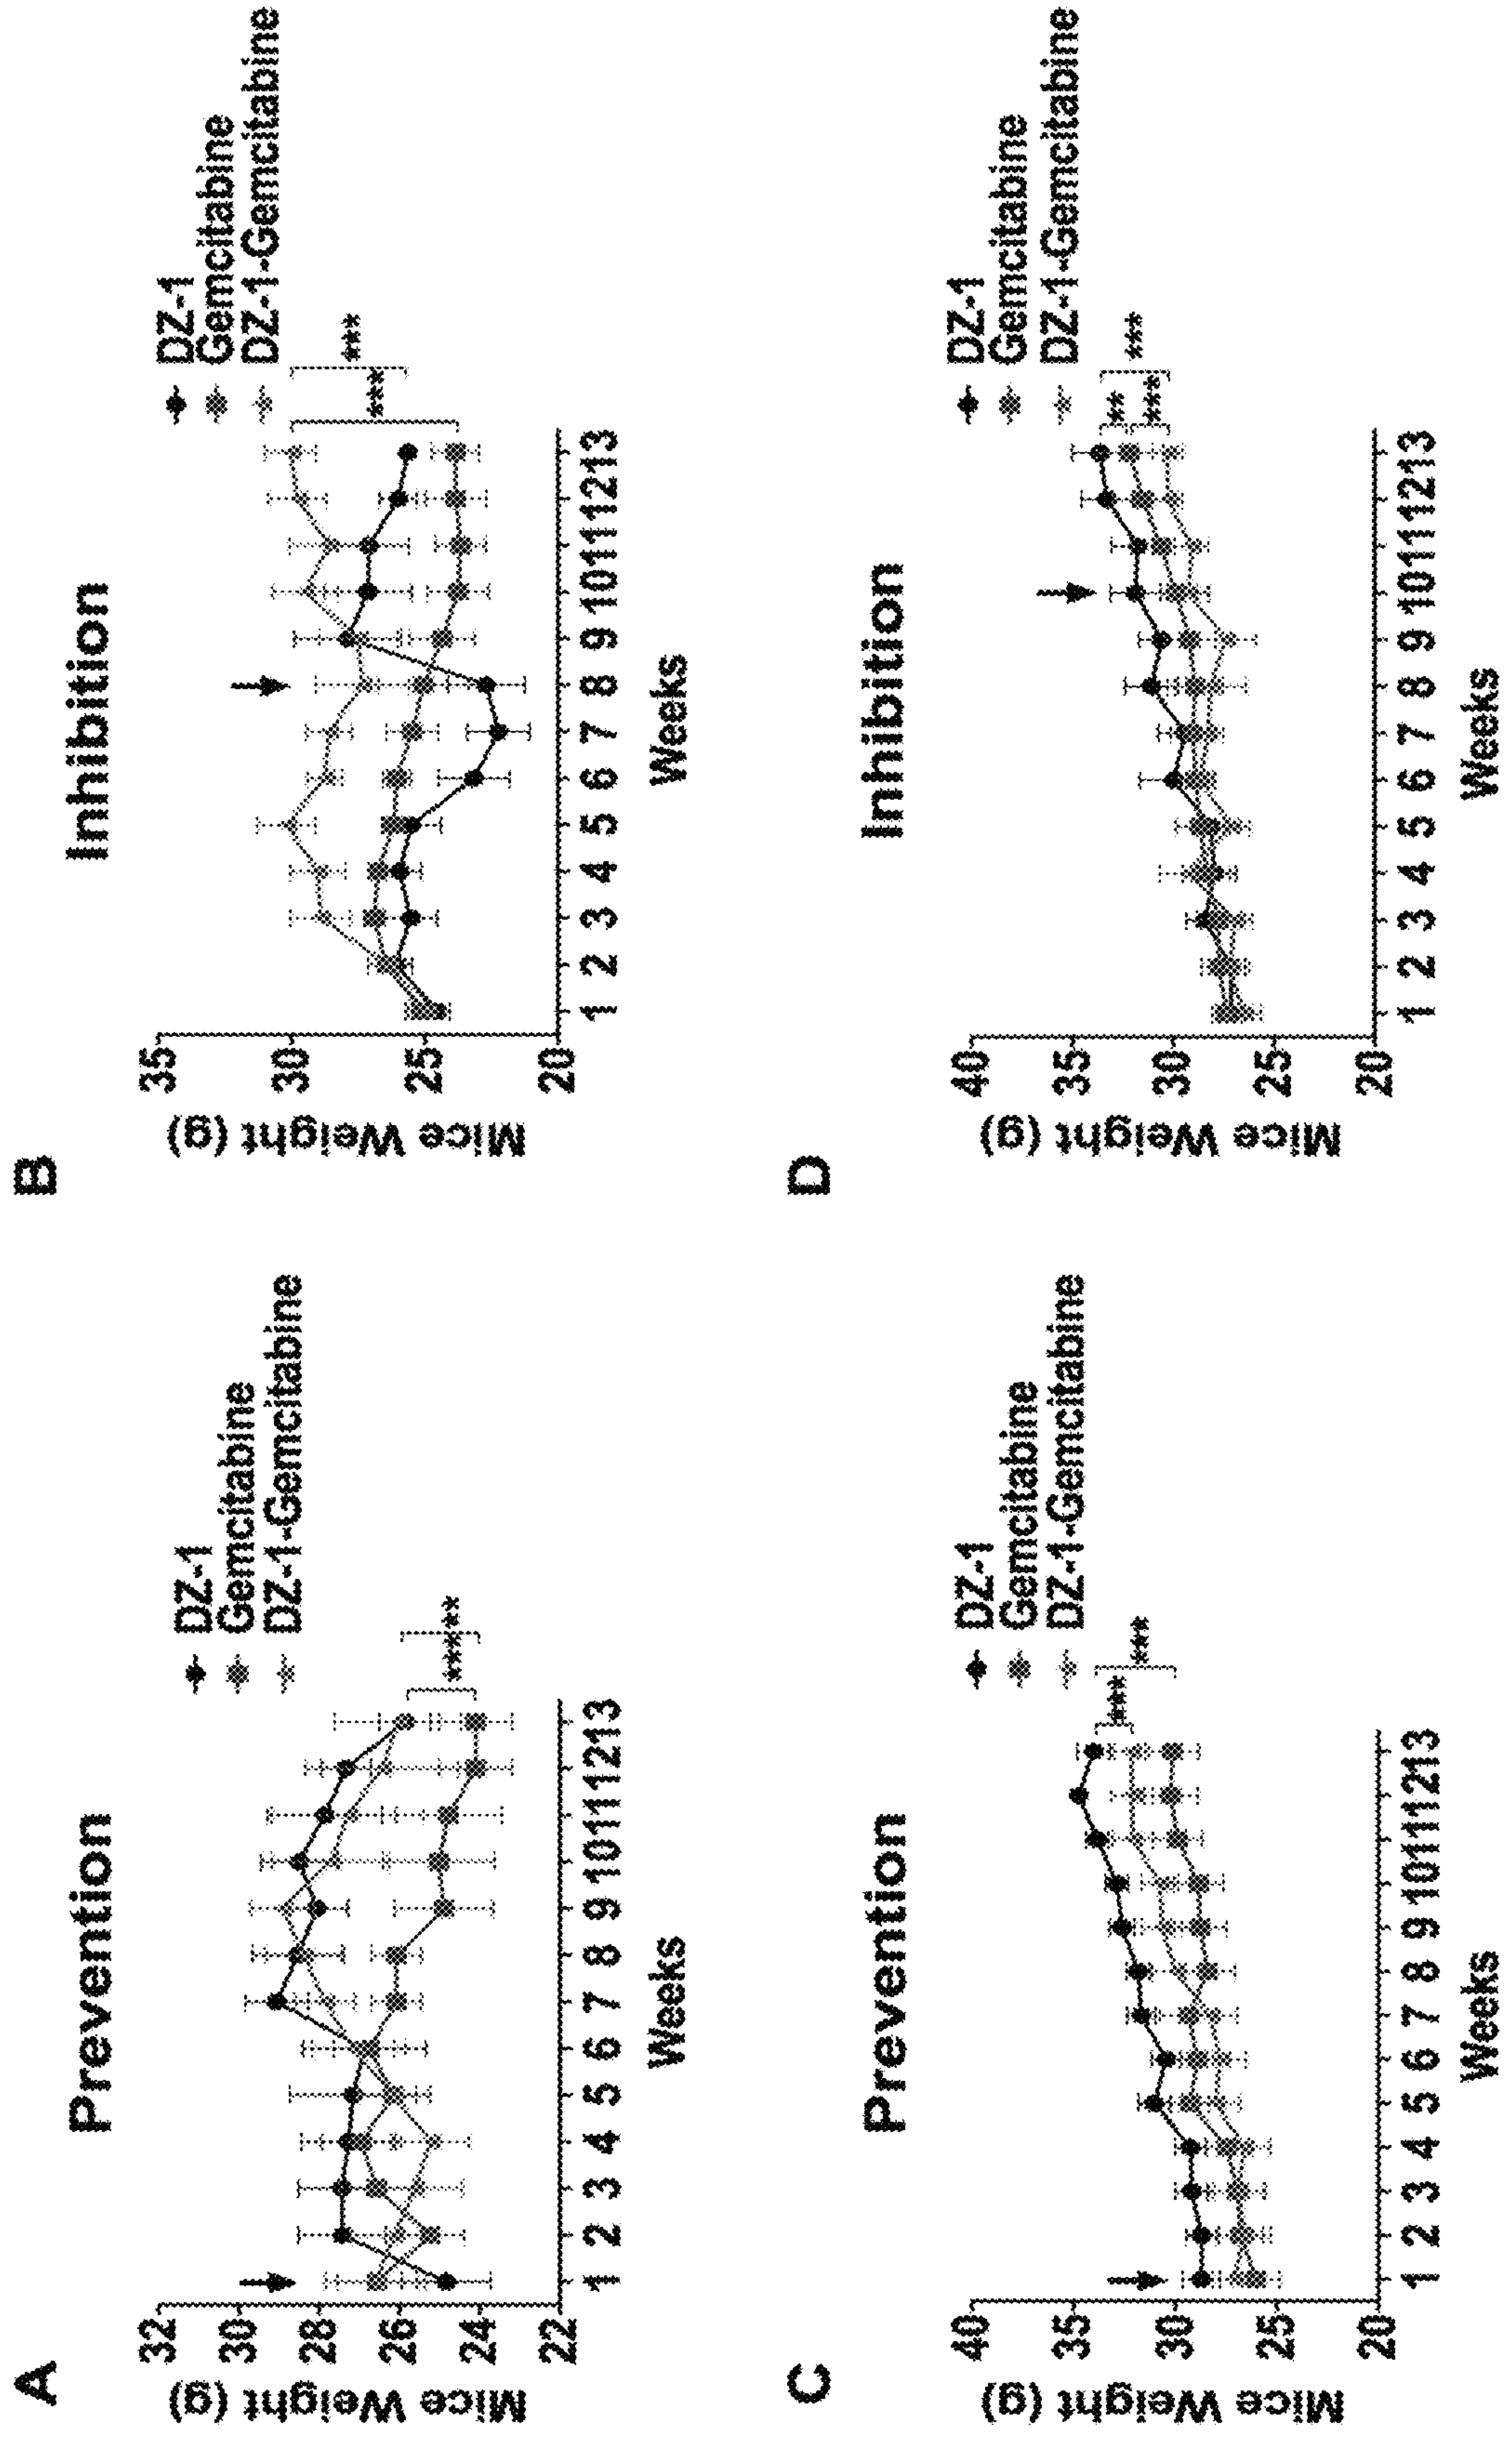 A
Prevention
DZ-1
Gemcitabine
DZ-1-Gemcitabine
Mice Weight (g)
32
30
28
26
24
22
*****
1 2 3 4 5 6 7 8 9 10 11 12 13
Weeks
B
Inhibition
DZ-1
Gemcitabine
DZ-1-Gemcitabine
Mice Weight (g)
35
30
25
20
***
***
1 2 3 4 5 6 7 8 9 10 11 12 13
Weeks
C
Prevention
DZ-1
Gemcitabine
DZ-1-Gemcitabine
Mice Weight (g)
40
35
30
25
20
***
***
1 2 3 4 5 6 7 8 9 10 11 12 13
Weeks
D
Inhibition
DZ-1
Gemcitabine
DZ-1-Gemcitabine
Mice Weight (g)
40
35
30
25
20
**
***
***
1 2 3 4 5 6 7 8 9 10 11 12 13
Weeks